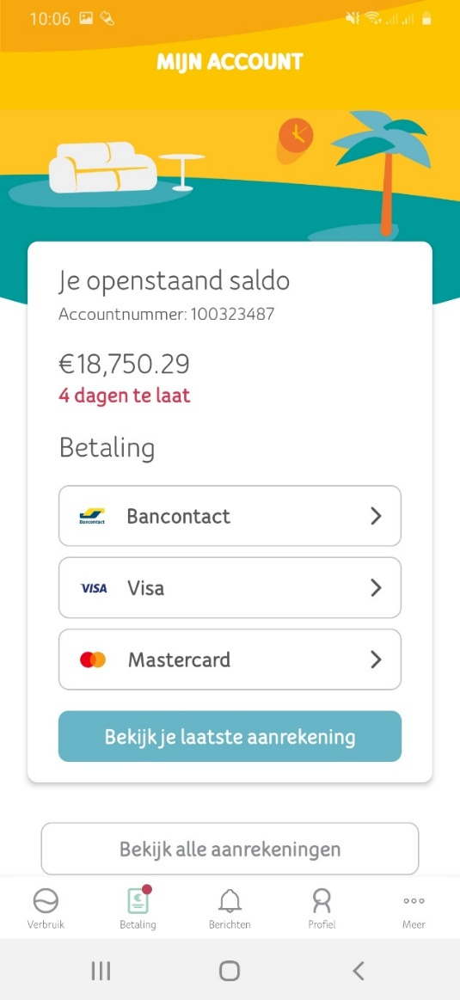 10:06
MIJN ACCOUNT
Je openstaand saldo
Accountnummer: 100323487
€18,750.29
4 dagen te laat
Betaling
Bancontact Bancontact
VISA Visa
Mastercard
Bekijk je laatste aanrekening
Bekijk alle aanrekeningen
Verbruik Betaling Berichten Profiel Meer